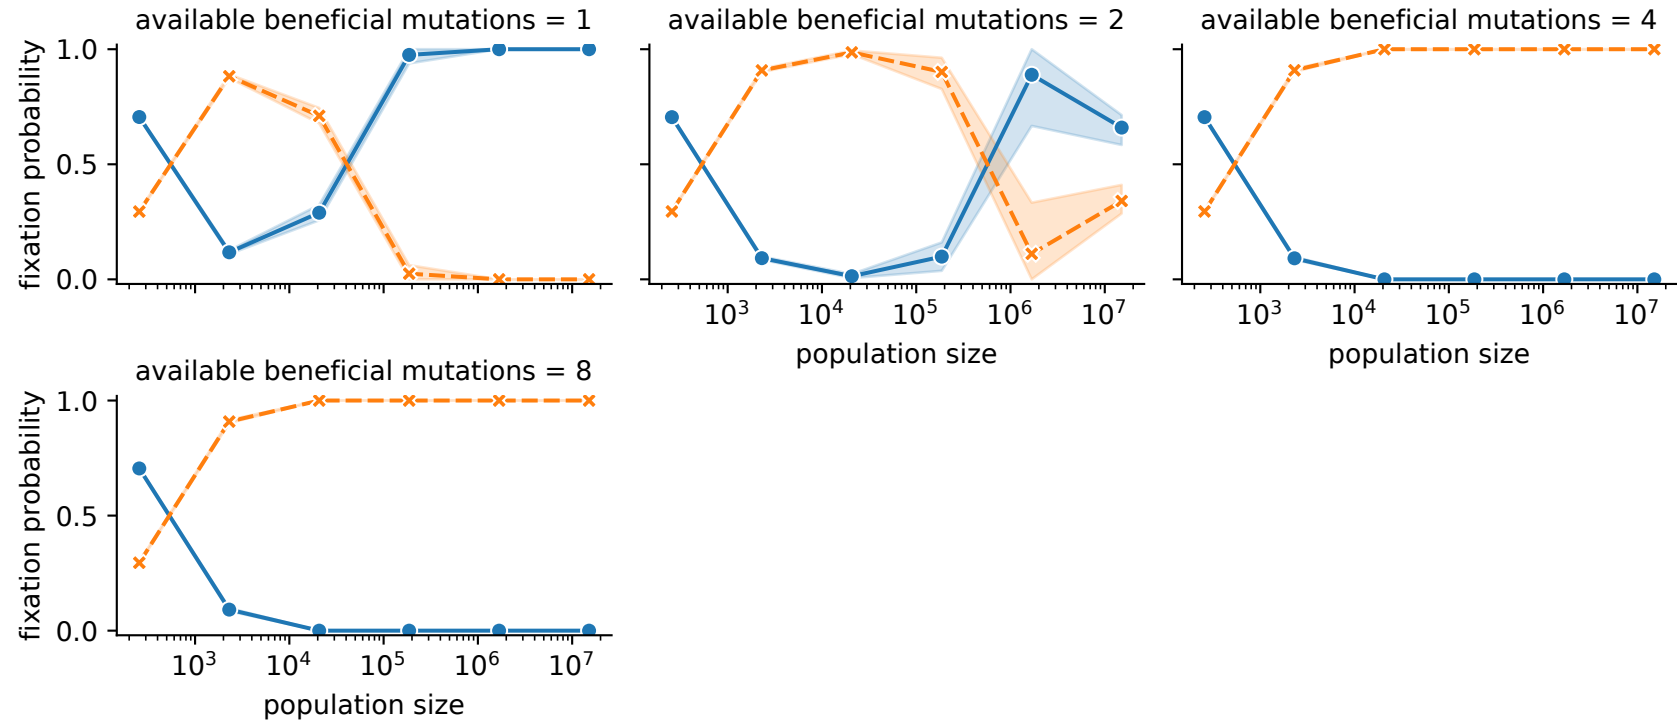 available beneficial mutations = 1
available beneficial mutations = 2
available beneficial mutations = 4
fixation probability
1.0
0.5
0.0
10³ 10⁴ 10⁵ 10⁶ 10⁷
population size
10³ 10⁴ 10⁵ 10⁶ 10⁷
population size
available beneficial mutations = 8
fixation probability
1.0
0.5
0.0
10³ 10⁴ 10⁵ 10⁶ 10⁷
population size